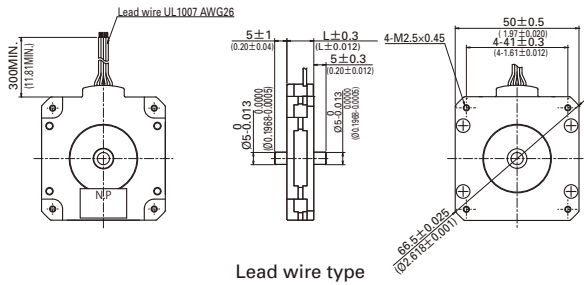 Lead wire UL1007 AWG26
300MIN.
(11.81MIN.)
N.P
5±1
(0.20±0.04)
L±0.3
(L±0.012)
5±0.3
(0.20±0.012)
0
Ø5-0.013
0.0000
(Ø0.1968-0.0005)
0
Ø5-0.013
0.0000
(Ø0.1968-0.0005)
50±0.5
(1.97±0.020)
4-41±0.3
(4-1.61±0.012)
4-M2.5×0.45
66.5±0.025
(Ø2.618±0.001)
Lead wire type